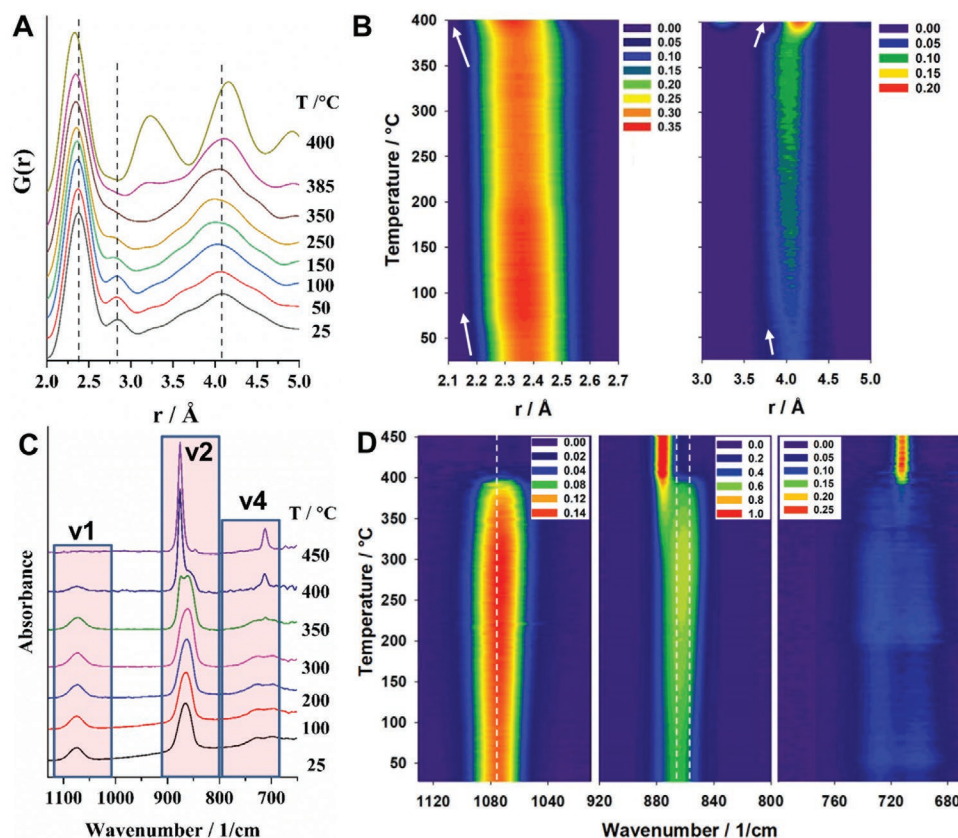 A
G(r)
T /°C
400
385
350
250
150
100
50
25
2.0 2.5 3.0 3.5 4.0 4.5 5.0
r / Å
B
Temperature / °C
400
350
300
250
200
150
100
50
0.00
0.05
0.10
0.15
0.20
0.25
0.30
0.35
2.1 2.2 2.3 2.4 2.5 2.6 2.7
r / Å
0.00
0.05
0.10
0.15
0.20
3.0 3.5 4.0 4.5 5.0
r / Å
C
Absorbance
v1
v2
v4
T / °C
450
400
350
300
200
100
25
1100 1000 900 800 700
Wavenumber / 1/cm
D
Temperature / °C
450
400
350
300
250
200
150
100
50
0.00
0.02
0.04
0.08
0.12
0.14
0.0
0.2
0.4
0.6
0.8
1.0
0.00
0.05
0.10
0.15
0.20
0.25
1120 1080 1040
920 880 840 800
760 720 680
Wavenumber / 1/cm